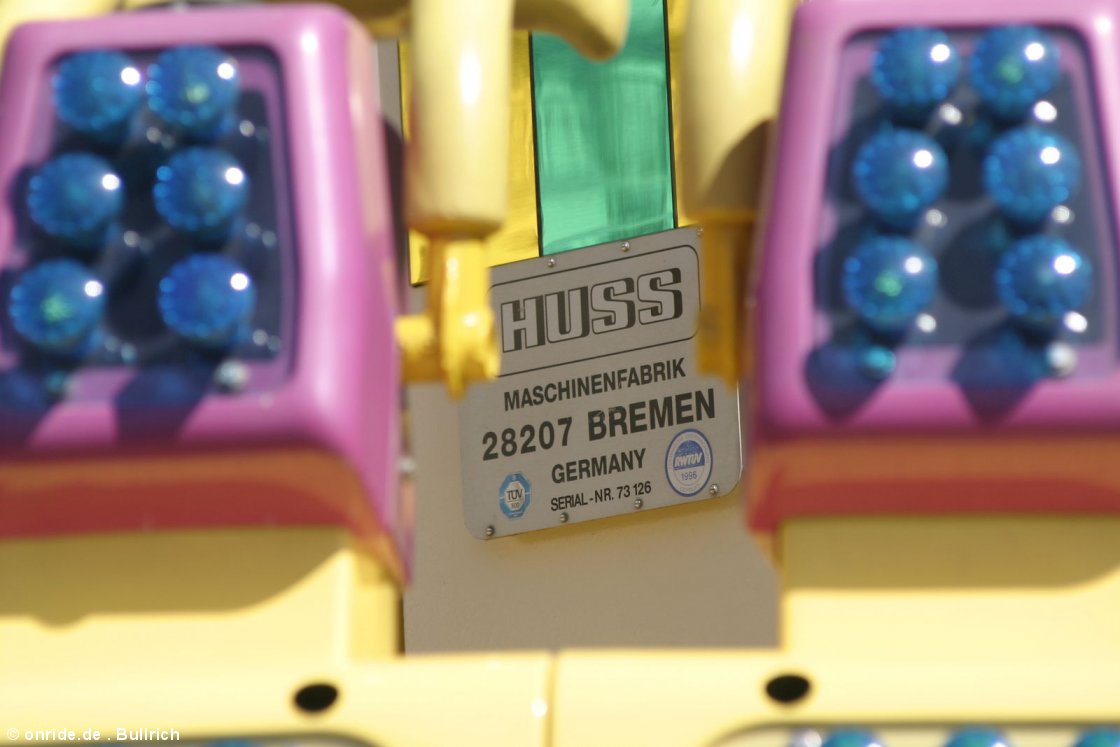 HUSS
MASCHINENFABRIK
28207 BREMEN
GERMANY
SERIAL-NR. 73 126
TÜV
RWTÜV
1996
© onride.de . Bullrich